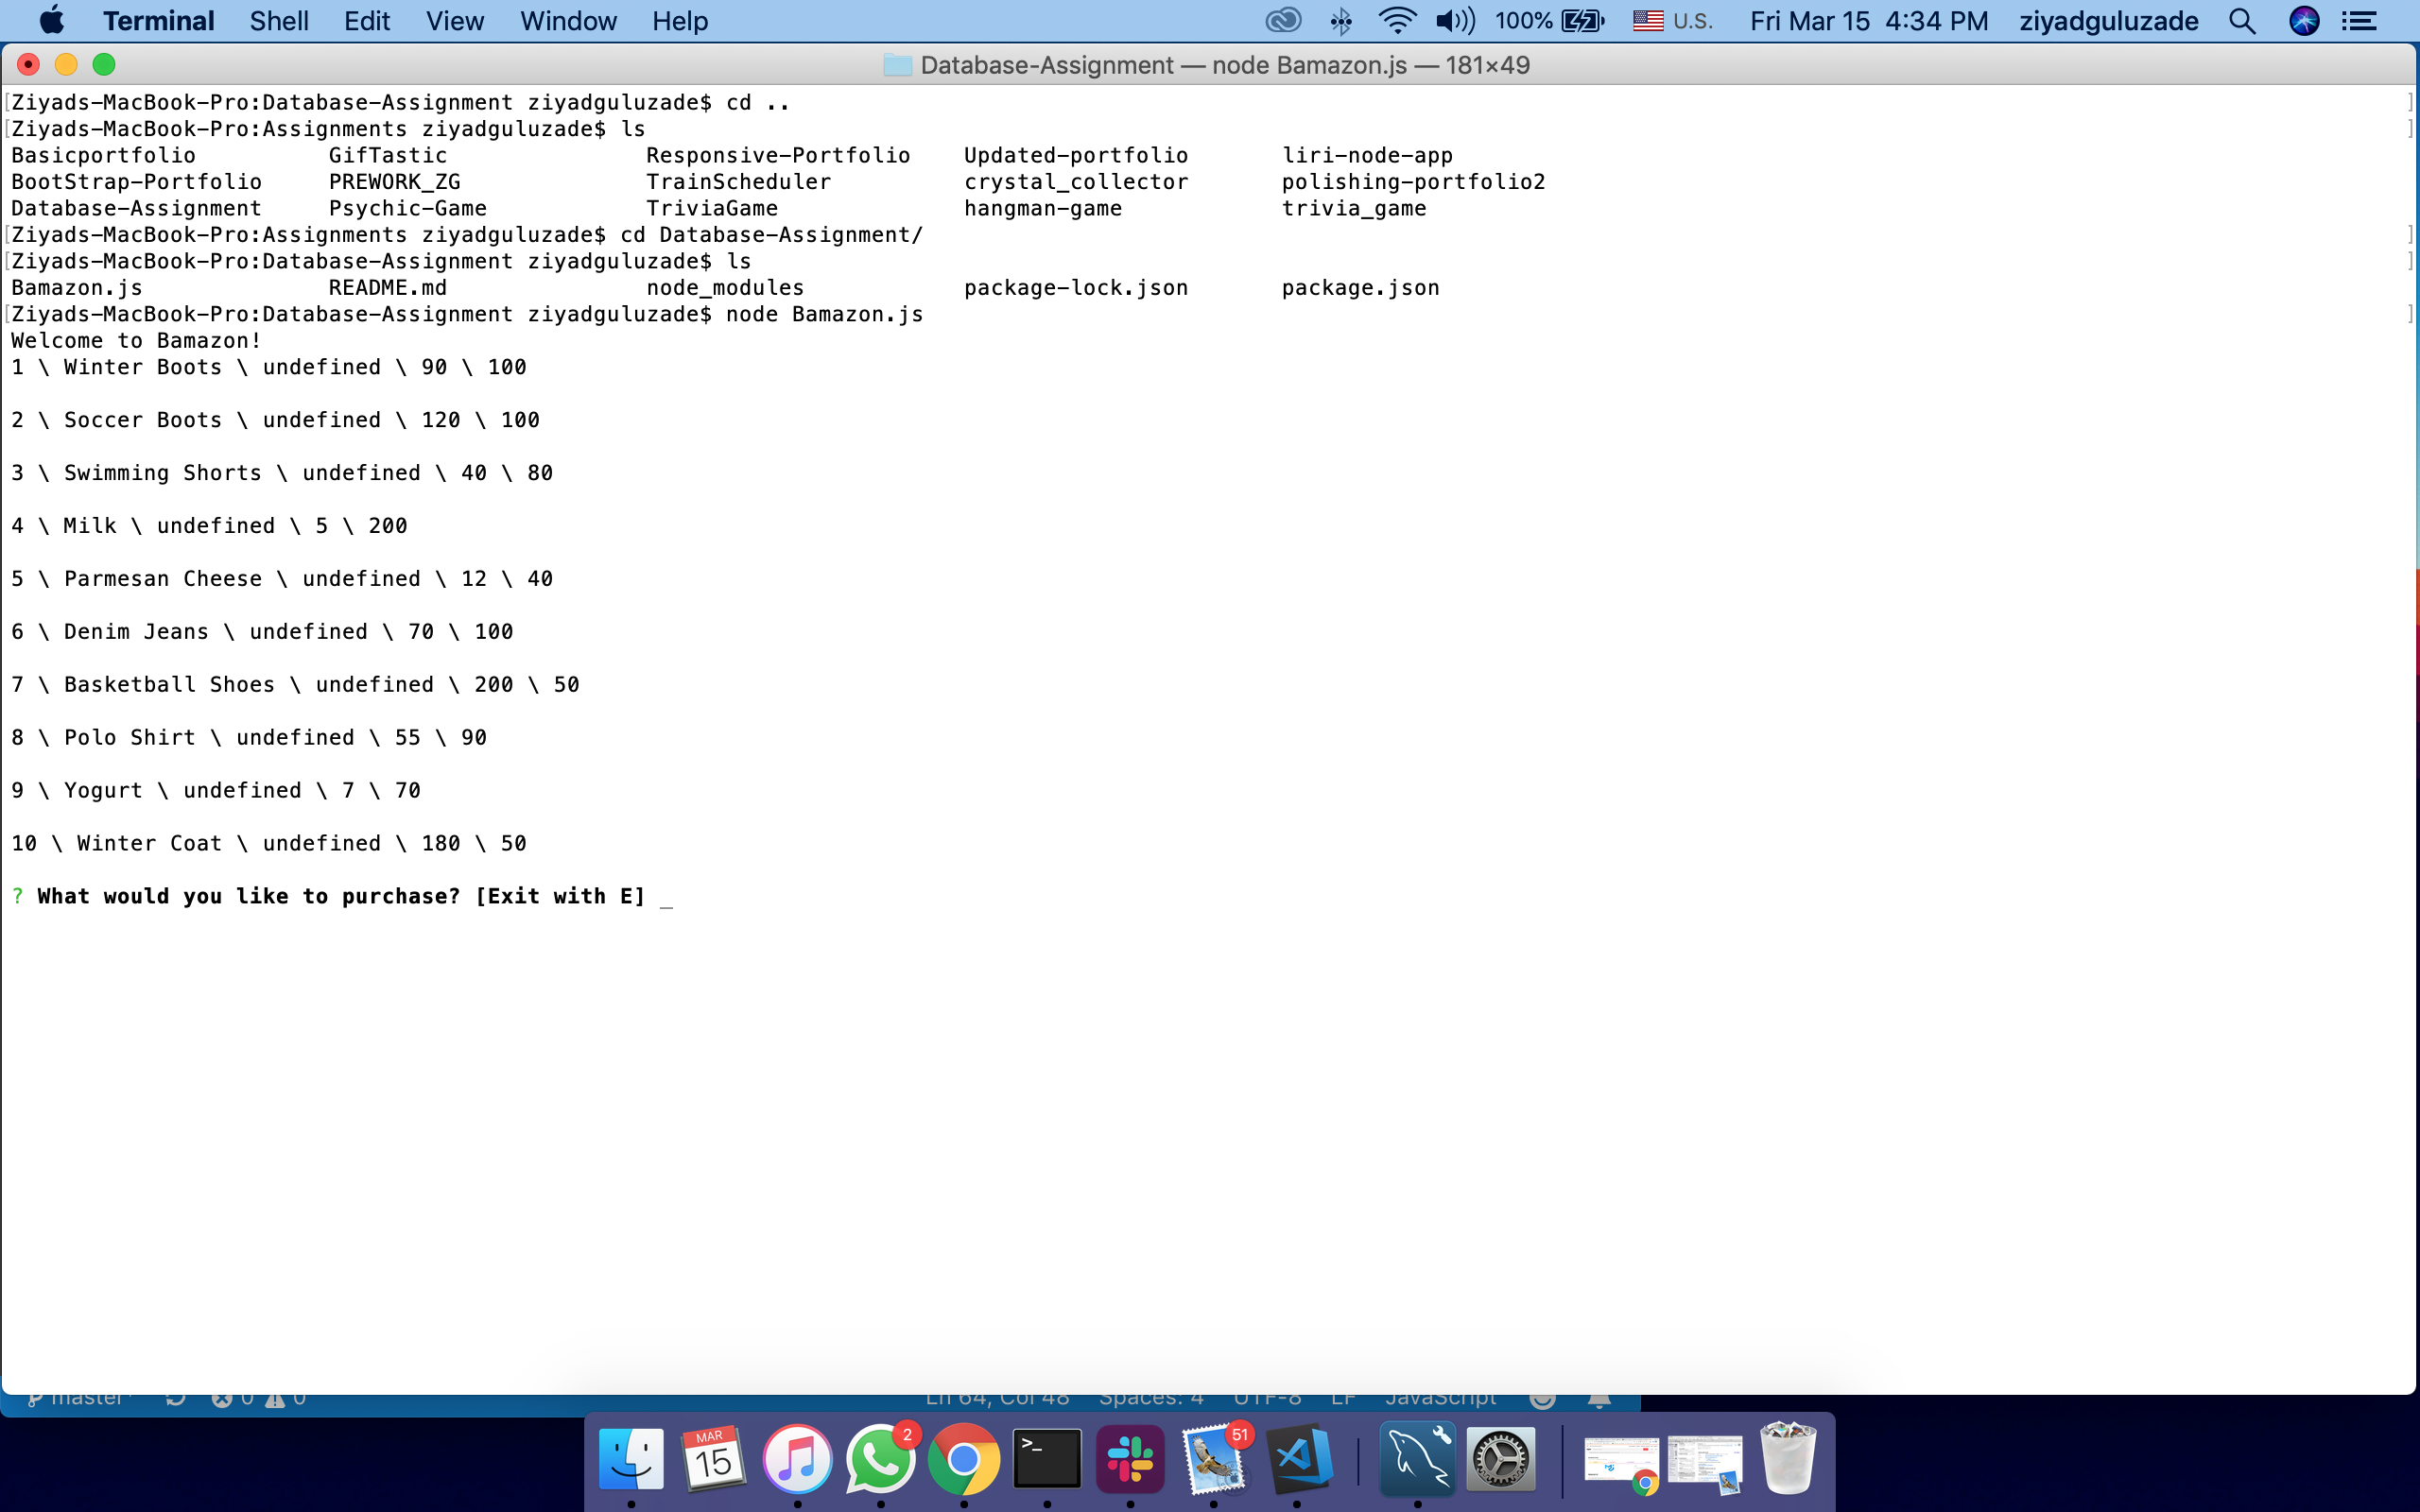 Terminal Shell Edit View Window Help 100% U.S. Fri Mar 15 4:34 PM ziyadguluzade
Database-Assignment — node Bamazon.js — 181×49
[Ziyads-MacBook-Pro:Database-Assignment ziyadguluzade$ cd .. ]
[Ziyads-MacBook-Pro:Assignments ziyadguluzade$ ls ]
Basicportfolio GifTastic Responsive-Portfolio Updated-portfolio liri-node-app
BootStrap-Portfolio PREWORK_ZG TrainScheduler crystal_collector polishing-portfolio2
Database-Assignment Psychic-Game TriviaGame hangman-game trivia_game
[Ziyads-MacBook-Pro:Assignments ziyadguluzade$ cd Database-Assignment/ ]
[Ziyads-MacBook-Pro:Database-Assignment ziyadguluzade$ ls ]
Bamazon.js README.md node_modules package-lock.json package.json
[Ziyads-MacBook-Pro:Database-Assignment ziyadguluzade$ node Bamazon.js ]
Welcome to Bamazon!
1 \ Winter Boots \ undefined \ 90 \ 100
2 \ Soccer Boots \ undefined \ 120 \ 100
3 \ Swimming Shorts \ undefined \ 40 \ 80
4 \ Milk \ undefined \ 5 \ 200
5 \ Parmesan Cheese \ undefined \ 12 \ 40
6 \ Denim Jeans \ undefined \ 70 \ 100
7 \ Basketball Shoes \ undefined \ 200 \ 50
8 \ Polo Shirt \ undefined \ 55 \ 90
9 \ Yogurt \ undefined \ 7 \ 70
10 \ Winter Coat \ undefined \ 180 \ 50
? What would you like to purchase? [Exit with E] _
master* 0 0 Ln 64, Col 48 Spaces: 4 UTF-8 LF JavaScript
MAR 15 2 >_ 51